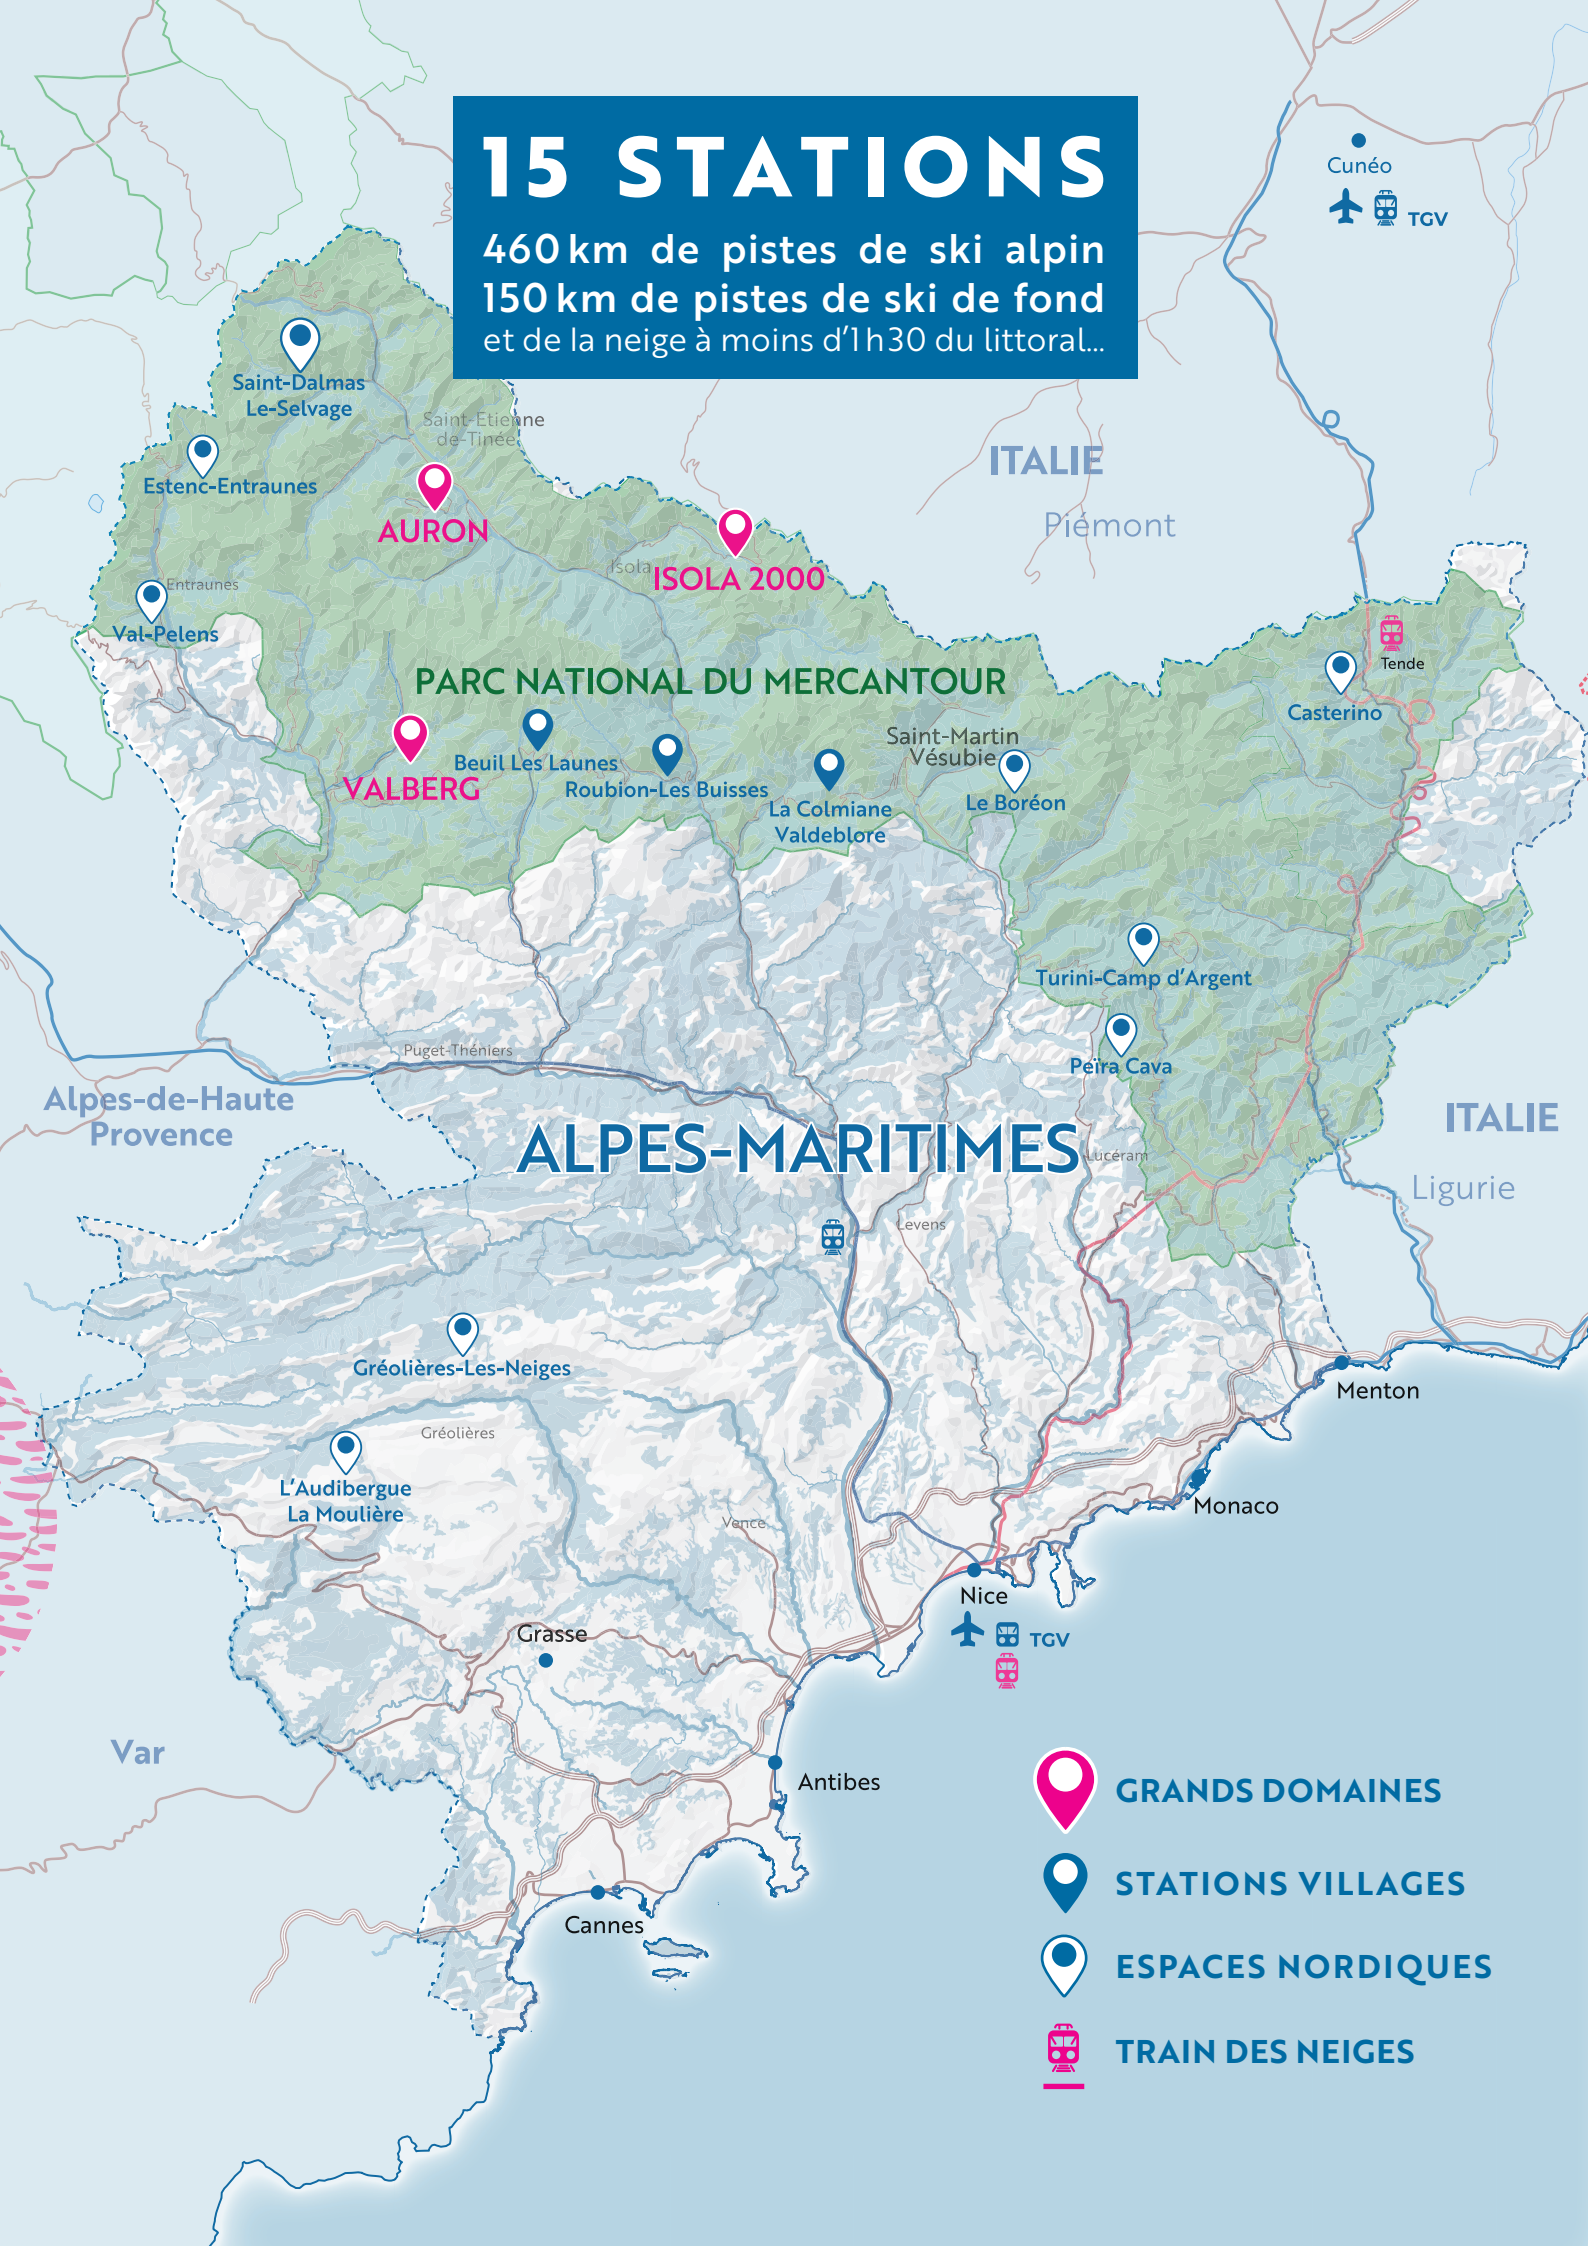 15 STATIONS
460 km de pistes de ski alpin
150 km de pistes de ski de fond
et de la neige à moins d'1h30 du littoral...
Cunéo
TGV
Saint-Dalmas
Le-Selvage
Saint-Etienne
de-Tinée
Estenc-Entraunes
AURON
ITALIE
Piémont
Isola
ISOLA 2000
Entraunes
Val-Pelens
Tende
PARC NATIONAL DU MERCANTOUR
Casterino
Saint-Martin
Vésubie
Beuil Les Launes
VALBERG
Roubion-Les Buisses
La Colmiane
Valdeblore
Le Boréon
Turini-Camp d'Argent
Puget-Théniers
Peïra Cava
Alpes-de-Haute
Provence
ALPES-MARITIMES
Lucéram
ITALIE
Ligurie
Levens
Gréolières-Les-Neiges
Menton
Gréolières
L'Audibergue
La Moulière
Monaco
Vence
Nice
TGV
Grasse
Var
Antibes
Cannes
GRANDS DOMAINES
STATIONS VILLAGES
ESPACES NORDIQUES
TRAIN DES NEIGES